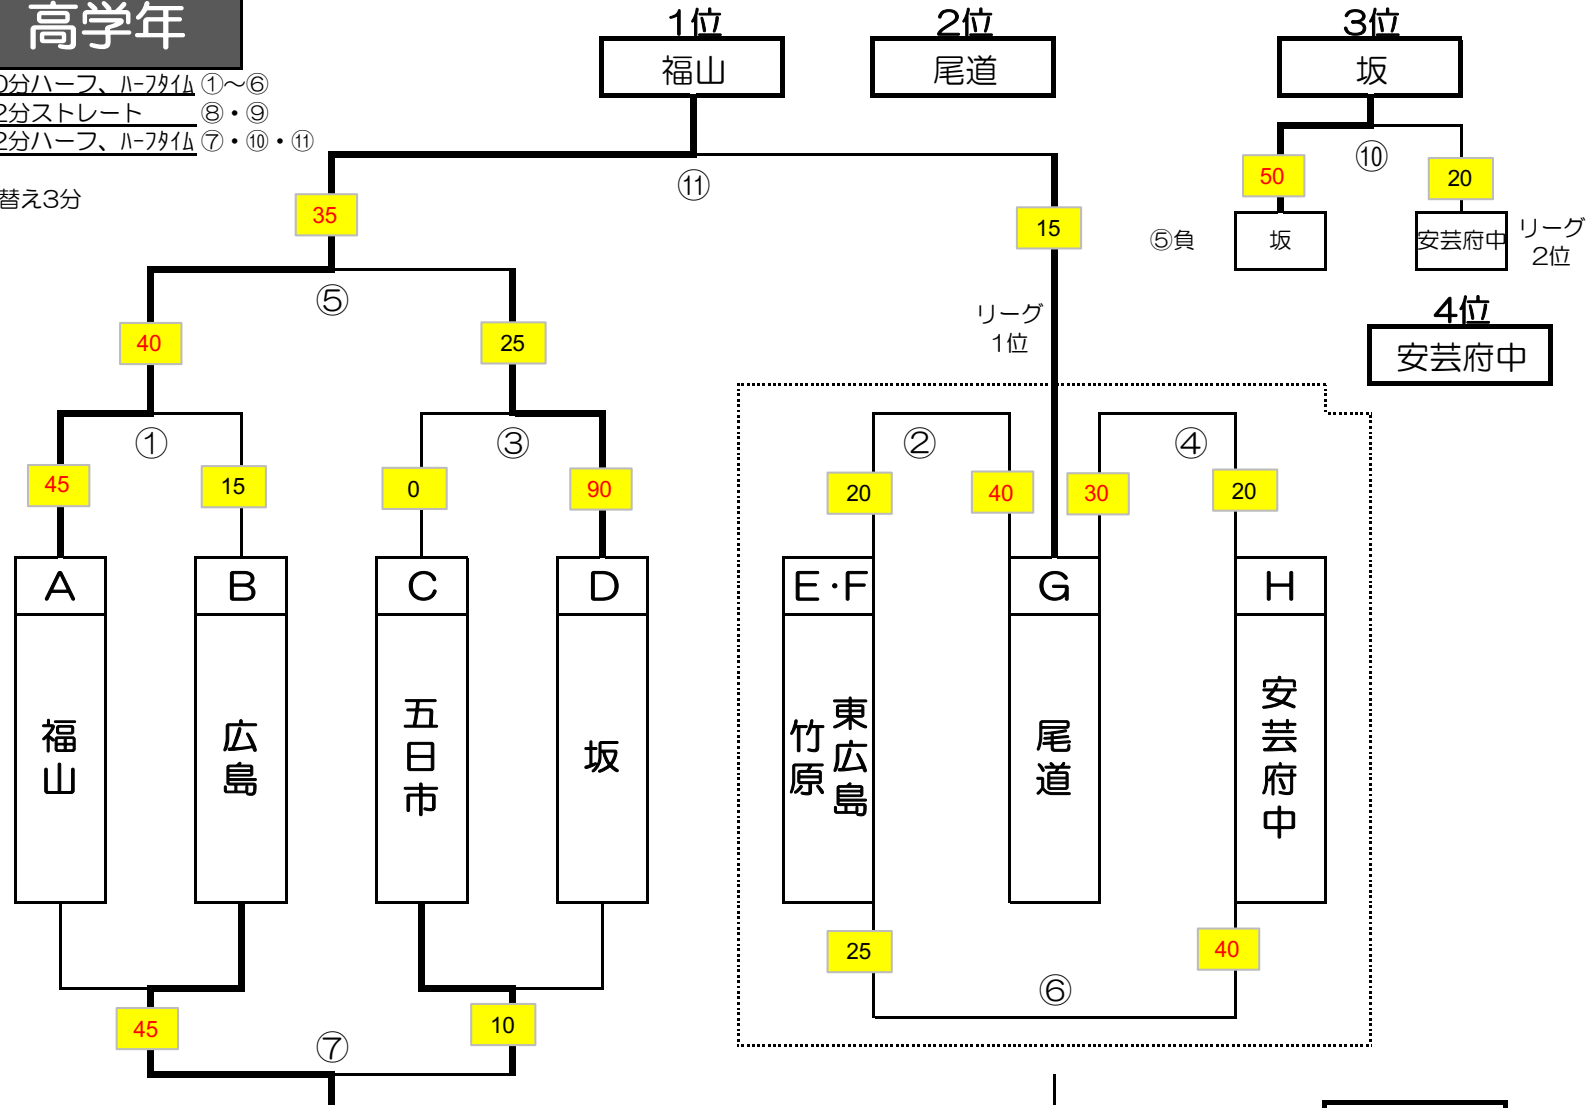 高学年
0分ハーフ、ハーフタイム ①～⑥
2分ストレート ⑧・⑨
2分ハーフ、ハーフタイム ⑦・⑩・⑪
替え3分
1位
福山
2位
尾道
3位
坂
⑪
35
15
⑩
50
20
⑤負
坂
安芸府中
リーグ
2位
4位
安芸府中
⑤
40
25
リーグ
1位
①
45
15
③
0
90
②
20
40
④
30
20
A
B
C
D
E・F
G
H
福山
広島
五日市
坂
東広島
竹原
尾道
安芸府中
⑦
45
10
⑥
25
40